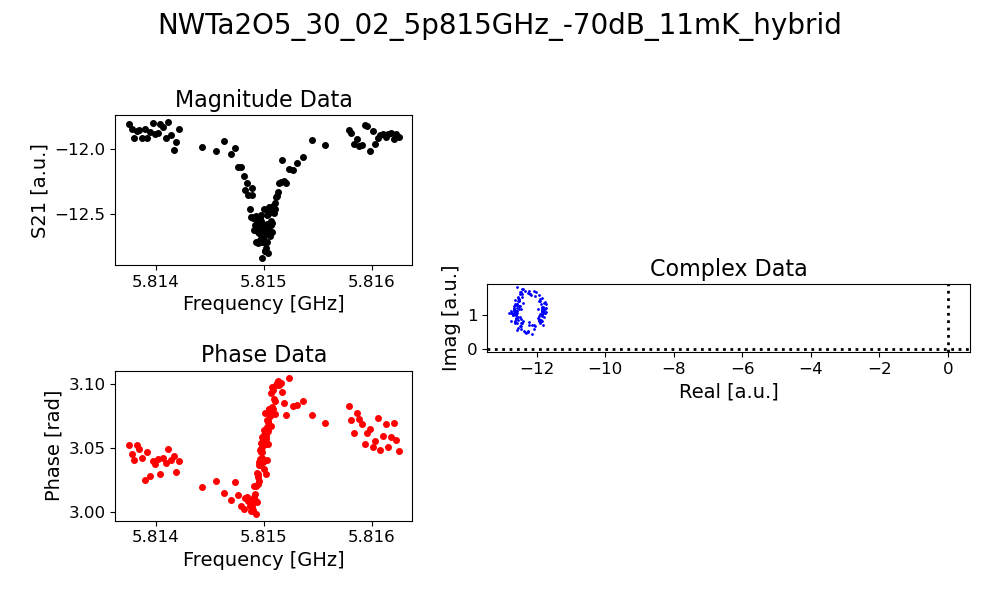 NWTa2O5_30_02_5p815GHz_-70dB_11mK_hybrid
Magnitude Data
S21 [a.u.]
−12.0
−12.5
5.814 5.815 5.816
Frequency [GHz]
Phase Data
Phase [rad]
3.10
3.05
3.00
5.814 5.815 5.816
Frequency [GHz]
Complex Data
Imag [a.u.]
1
0
−12 −10 −8 −6 −4 −2 0
Real [a.u.]